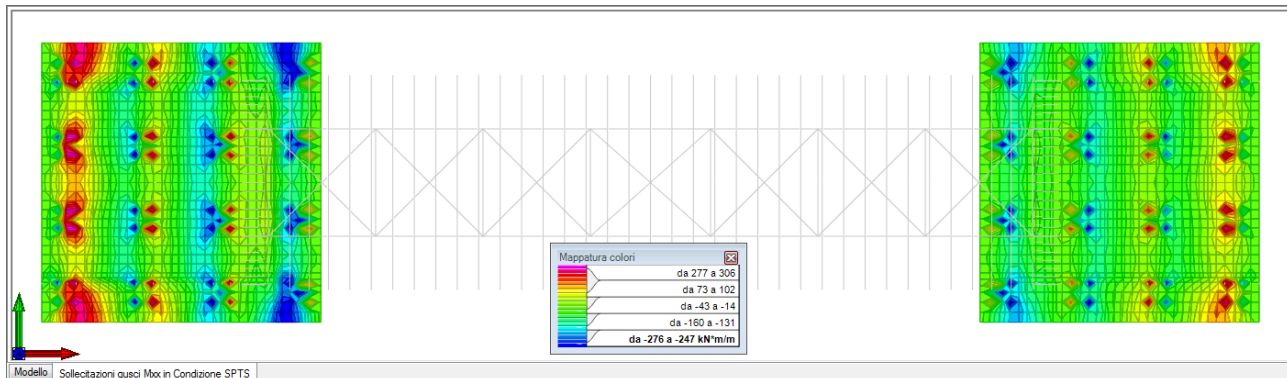 Mappatura colori
da 277 a 306
da 73 a 102
da -43 a -14
da -160 a -131
da -276 a -247 kN*m/m
Modello Sollecitazioni gusci Mxx in Condizione SPTS